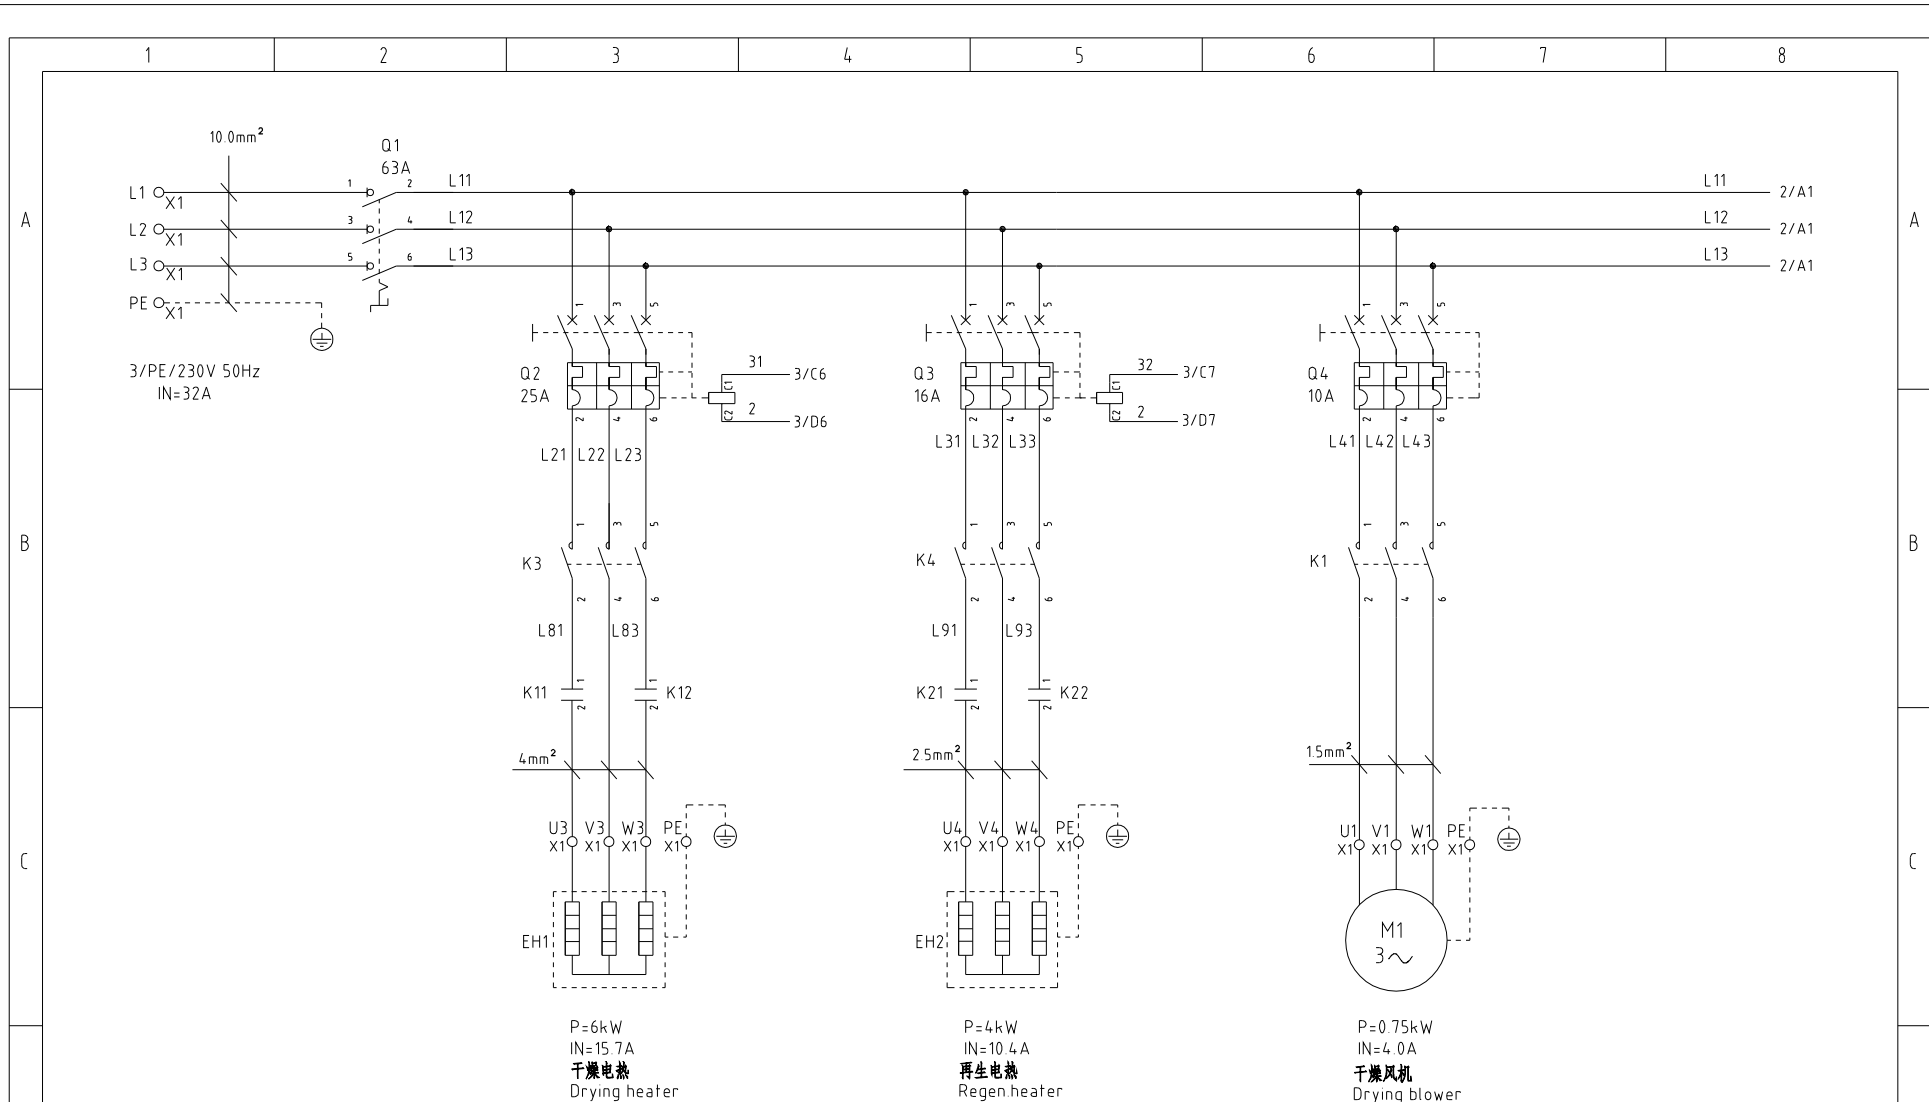 1 2 3 4 5 6 7 8
10.0mm²
Q1
63A
L1 X1 1 2 L11 L11 2/A1
A A
L2 X1 3 4 L12 L12 2/A1
L3 X1 5 6 L13 L13 2/A1
PE X1
1 3 5 1 3 5 1 3 5
3/PE/230V 50Hz
IN=32A
Q2
25A
C1 31 3/C6
C2 2 3/D6
Q3
16A
C1 32 3/C7
C2 2 3/D7
Q4
10A
2 4 6 2 4 6 2 4 6
L21 L22 L23 L31 L32 L33 L41 L42 L43
1 3 5 1 3 5 1 3 5
B B
K3 K4 K1
2 4 6 2 4 6 2 4 6
L81 L83 L91 L93
K11 1 2 K12 1 2 K21 1 2 K22 1 2
4mm² 2.5mm² 1.5mm²
U3 V3 W3 PE U4 V4 W4 PE U1 V1 W1 PE
X1 X1 X1 X1 X1 X1 X1 X1 X1 X1 X1 X1
C C
EH1 EH2 M1
3~
P=6kW
IN=15.7A
干燥电热
Drying heater
P=4kW
IN=10.4A
再生电热
Regen.heater
P=0.75kW
IN=4.0A
干燥风机
Drying blower